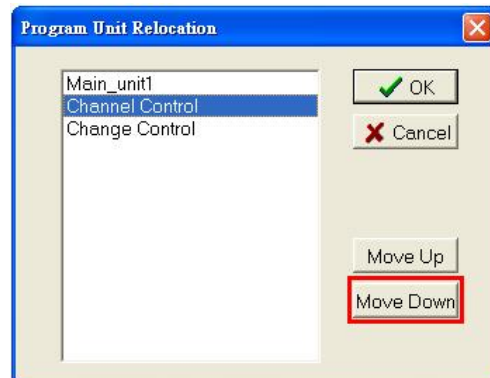 Program Unit Relocation
Main_unit1
Channel Control
Change Control
OK
Cancel
Move Up
Move Down